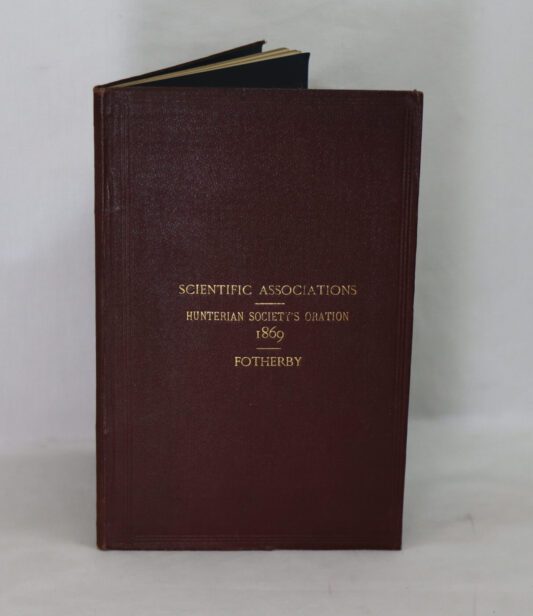 SCIENTIFIC ASSOCIATIONS
HUNTERIAN SOCIETY'S ORATION
1869
FOTHERBY